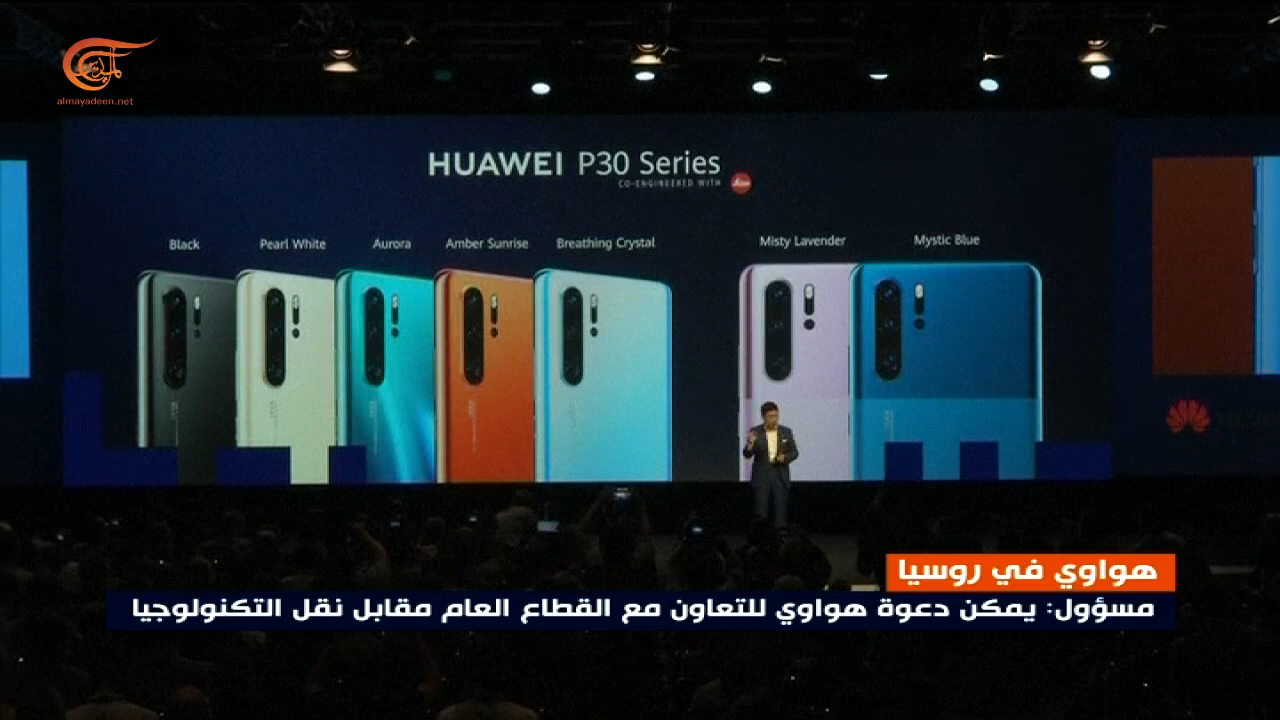 الميادين
almayadeen.net
HUAWEI P30 Series
CO-ENGINEERED WITH
Black
Pearl White
Aurora
Amber Sunrise
Breathing Crystal
Misty Lavender
Mystic Blue
هواوي في روسيا
مسؤول: يمكن دعوة هواوي للتعاون مع القطاع العام مقابل نقل التكنولوجيا